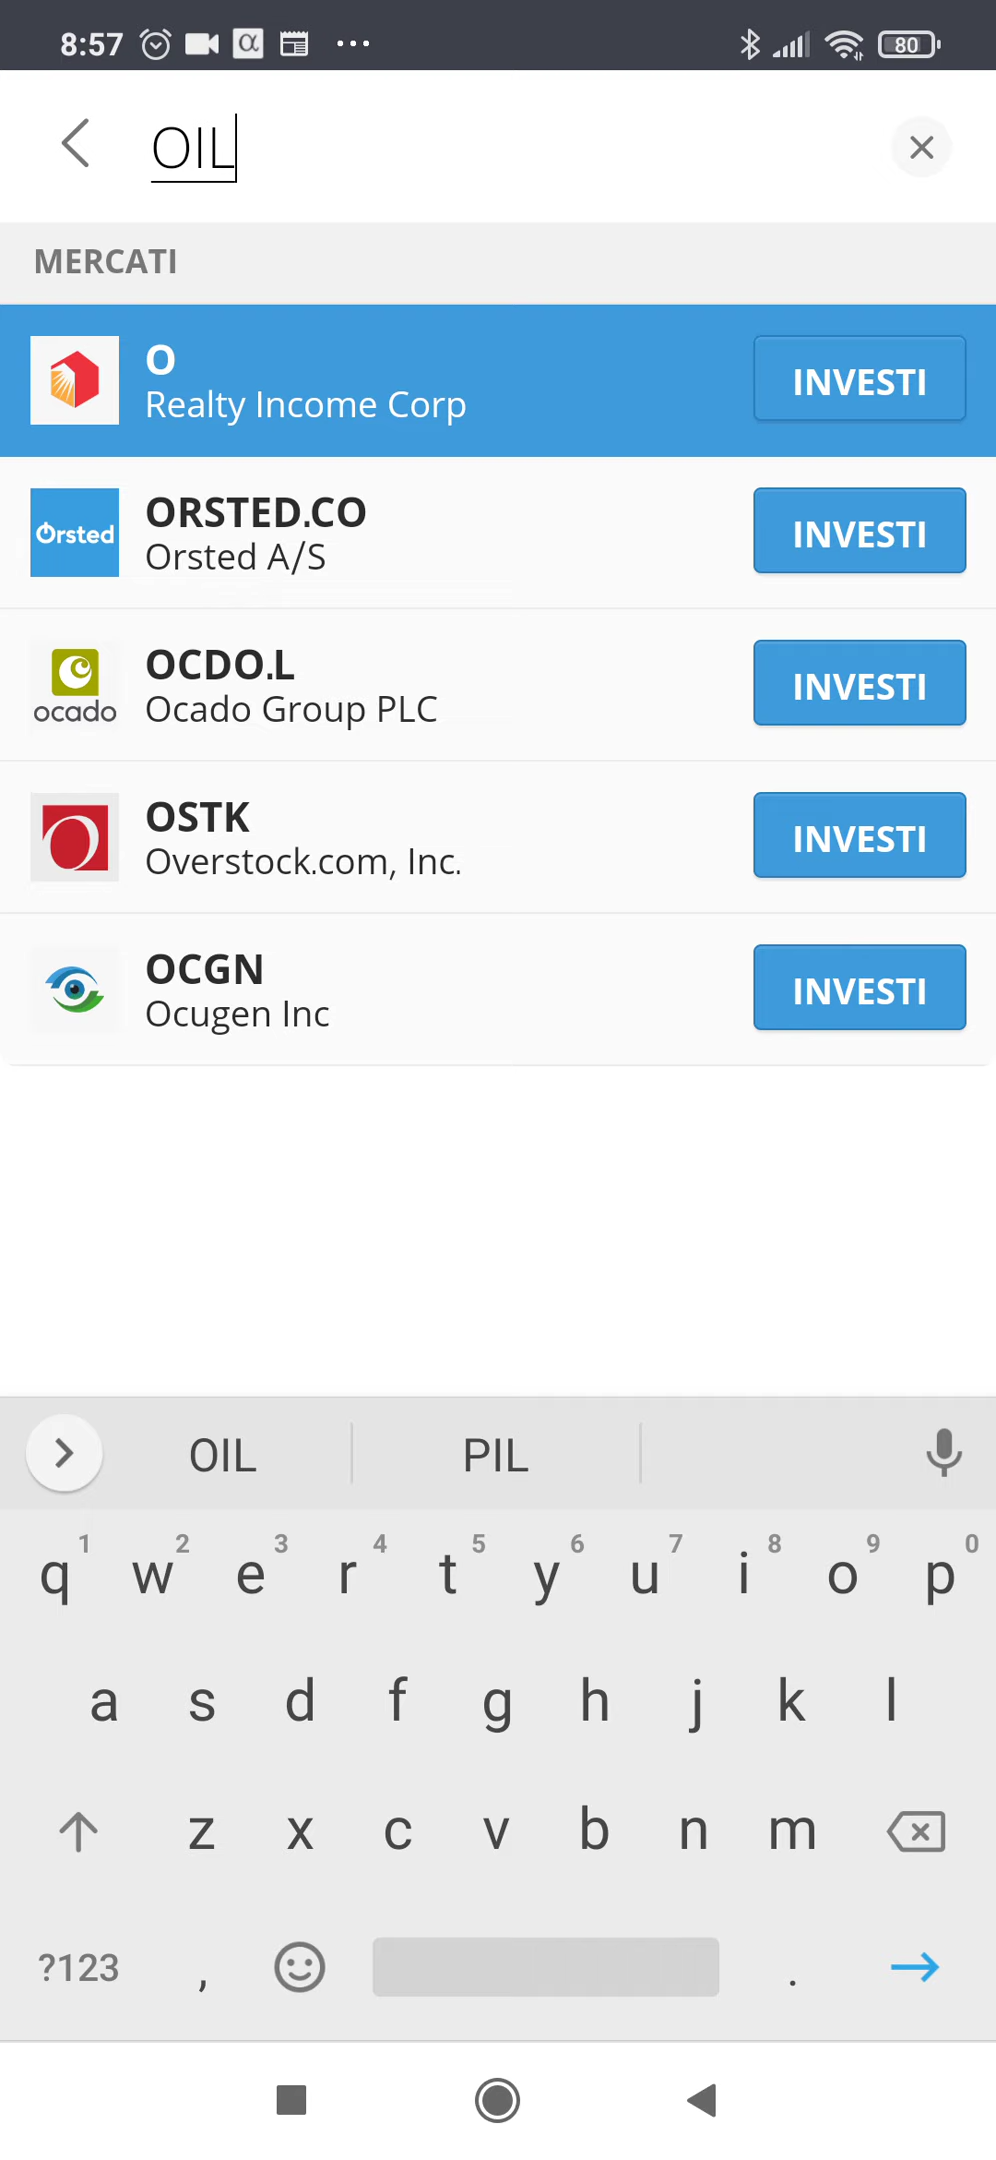 8:57 α ... 80
OIL
MERCATI
O
Realty Income Corp
INVESTI
Orsted
ORSTED.CO
Orsted A/S
INVESTI
ocado
OCDO.L
Ocado Group PLC
INVESTI
O
OSTK
Overstock.com, Inc.
INVESTI
OCGN
Ocugen Inc
INVESTI
OIL PIL
1 2 3 4 5 6 7 8 9 0
q w e r t y u i o p
a s d f g h j k l
z x c v b n m
?123 , .